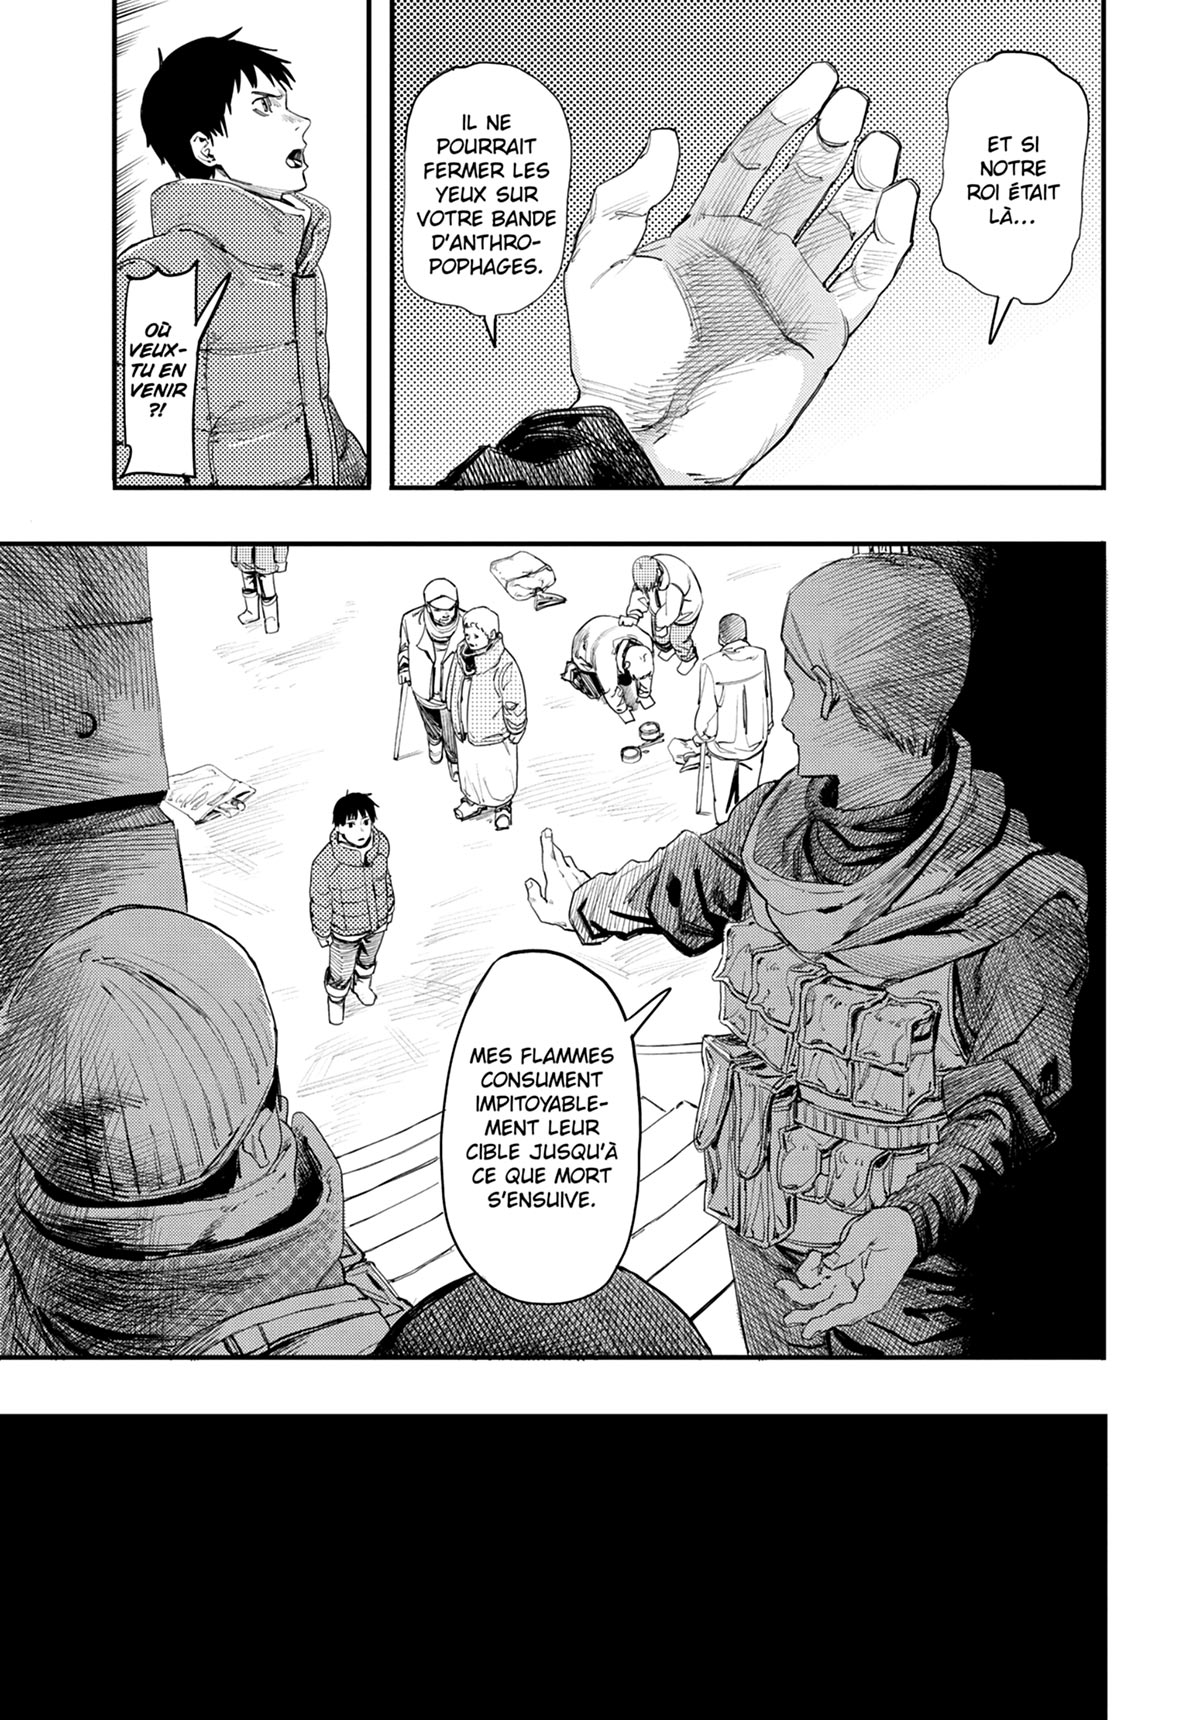 ET SI
NOTRE
ROI ÉTAIT
LÀ...
IL NE
POURRAIT
FERMER LES
YEUX SUR
VOTRE BANDE
D'ANTHRO-
POPHAGES.
OÙ
VEUX-
TU EN
VENIR
?!
MES FLAMMES
CONSUMENT
IMPITOYABLE-
MENT LEUR
CIBLE JUSQU'À
CE QUE MORT
S'ENSUIVE.